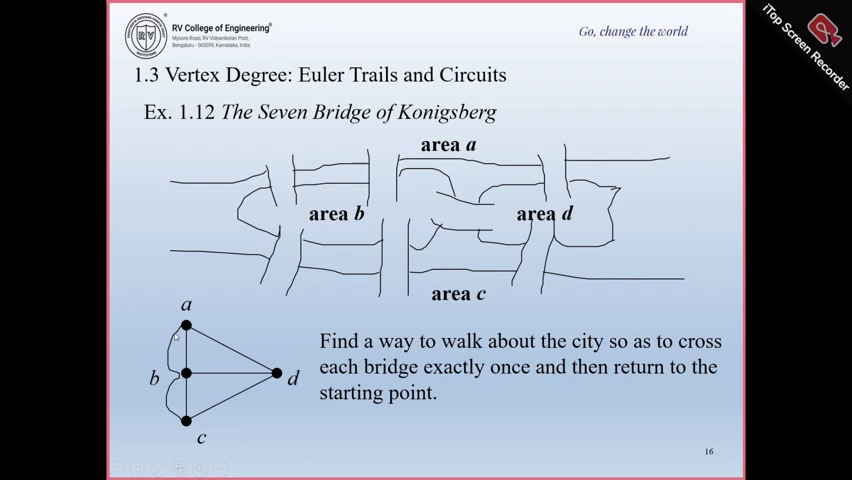 RV College of Engineering®
Mysore Road, RV Vidyaniketan Post,
Bengaluru - 560059, Karnataka, India
Go, change the world
iTop Screen Recorder
1.3 Vertex Degree: Euler Trails and Circuits
Ex. 1.12 The Seven Bridge of Konigsberg
area a
area b
area d
area c
a
b
d
c
Find a way to walk about the city so as to cross
each bridge exactly once and then return to the
starting point.
16